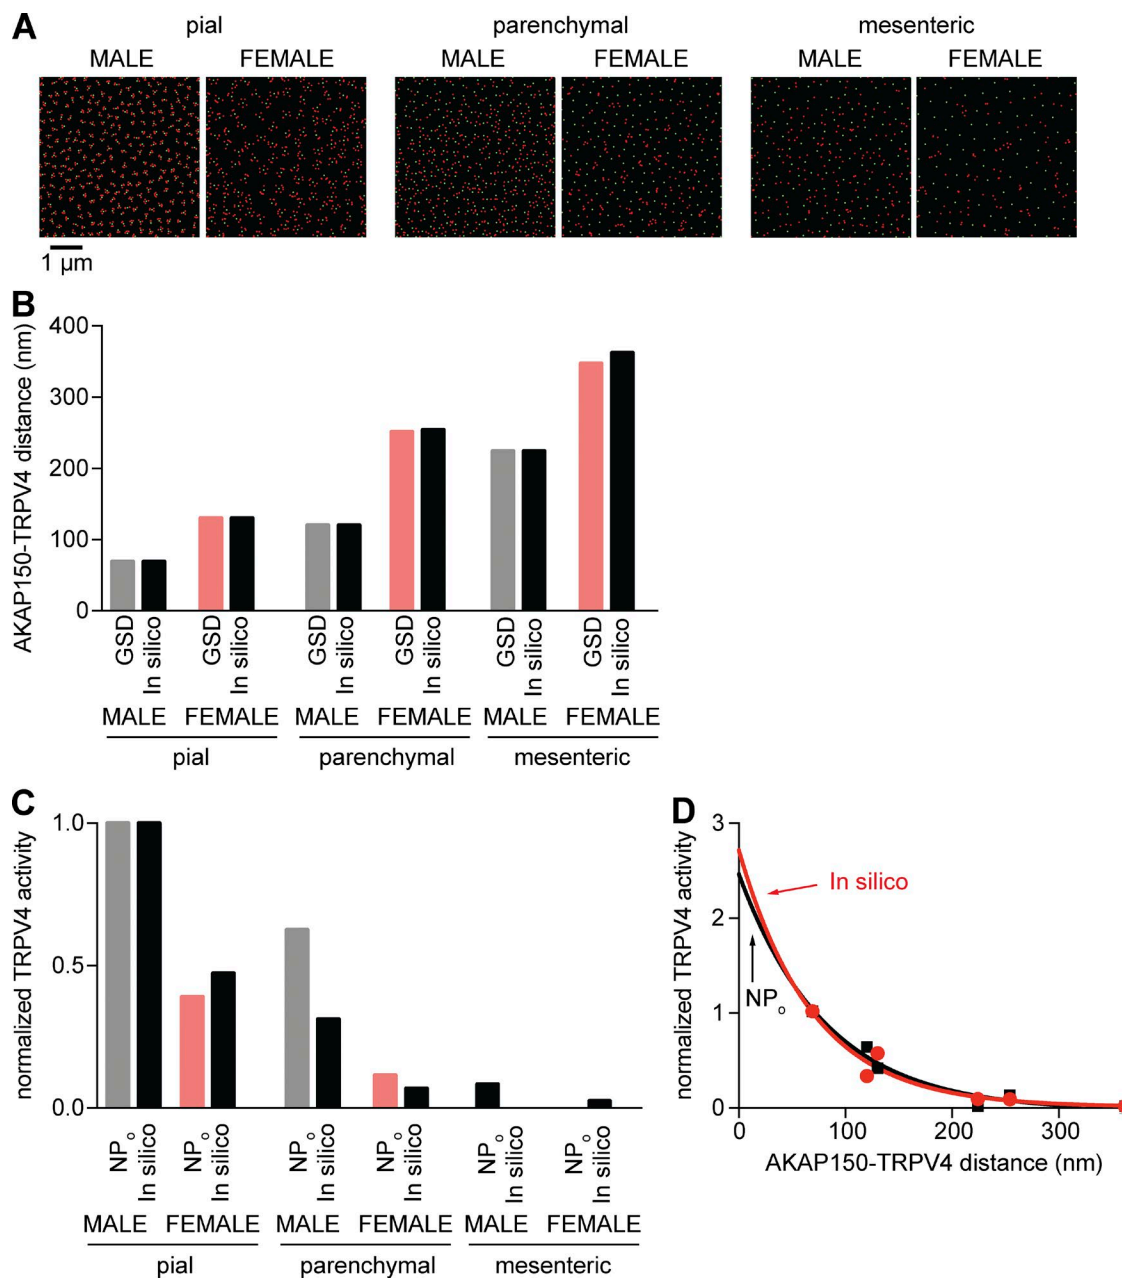 A
pial parenchymal mesenteric
MALE FEMALE MALE FEMALE MALE FEMALE
1 µm
B
AKAP150-TRPV4 distance (nm)
400
300
200
100
0
GSD In silico GSD In silico GSD In silico GSD In silico GSD In silico GSD In silico
MALE FEMALE MALE FEMALE MALE FEMALE
pial parenchymal mesenteric
C
normalized TRPV4 activity
1.0
0.5
0.0
NPo In silico NPo In silico NPo In silico NPo In silico NPo In silico NPo In silico
MALE FEMALE MALE FEMALE MALE FEMALE
pial parenchymal mesenteric
D
normalized TRPV4 activity
3
2
1
0
In silico
NPo
0 100 200 300
AKAP150-TRPV4 distance (nm)